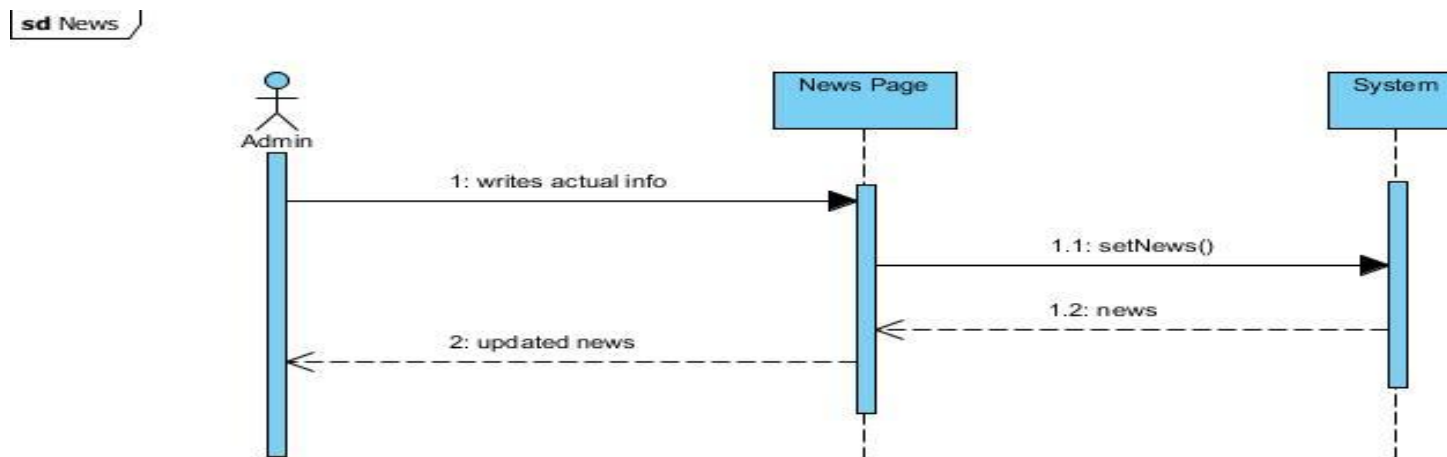 sd News
Admin
News Page
System
1: writes actual info
1.1: setNews()
1.2: news
2: updated news